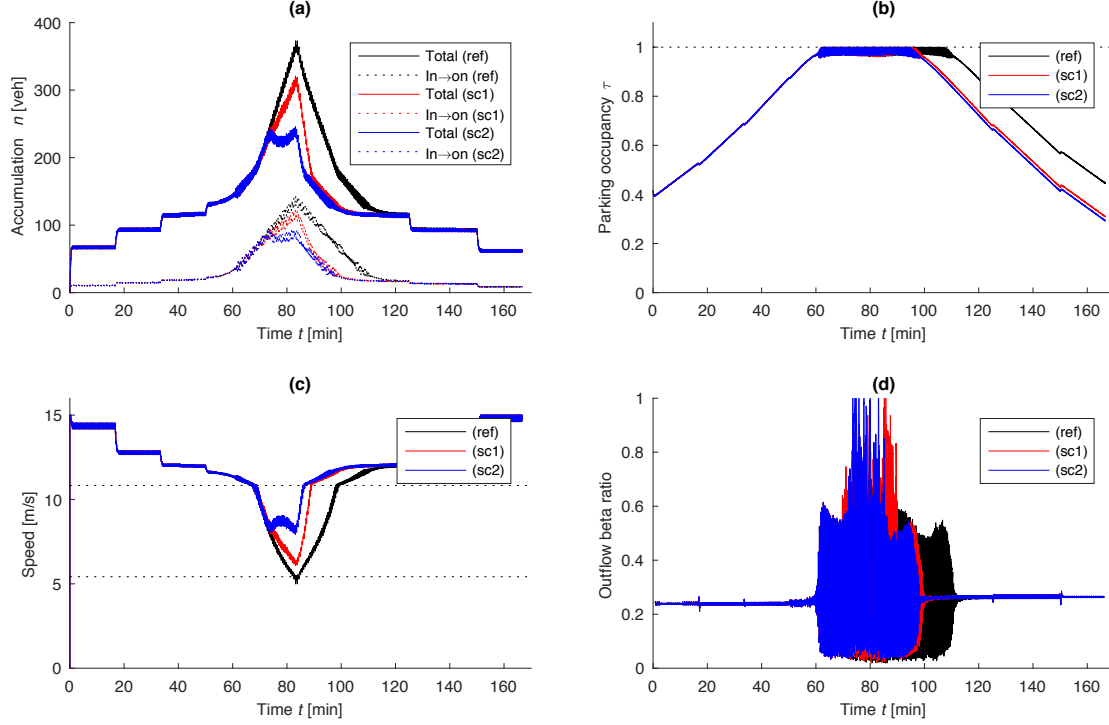 (a)
400
300
200
100
0
Accumulation n [veh]
Total (ref)
In→on (ref)
Total (sc1)
In→on (sc1)
Total (sc2)
In→on (sc2)
0 20 40 60 80 100 120 140 160
Time t [min]
(b)
1
0.8
0.6
0.4
0.2
0
Parking occupancy τ
(ref)
(sc1)
(sc2)
0 20 40 60 80 100 120 140 160
Time t [min]
(c)
15
10
5
0
Speed [m/s]
(ref)
(sc1)
(sc2)
0 20 40 60 80 100 120 140 160
Time t [min]
(d)
1
0.8
0.6
0.4
0.2
0
Outflow beta ratio
(ref)
(sc1)
(sc2)
0 20 40 60 80 100 120 140 160
Time t [min]